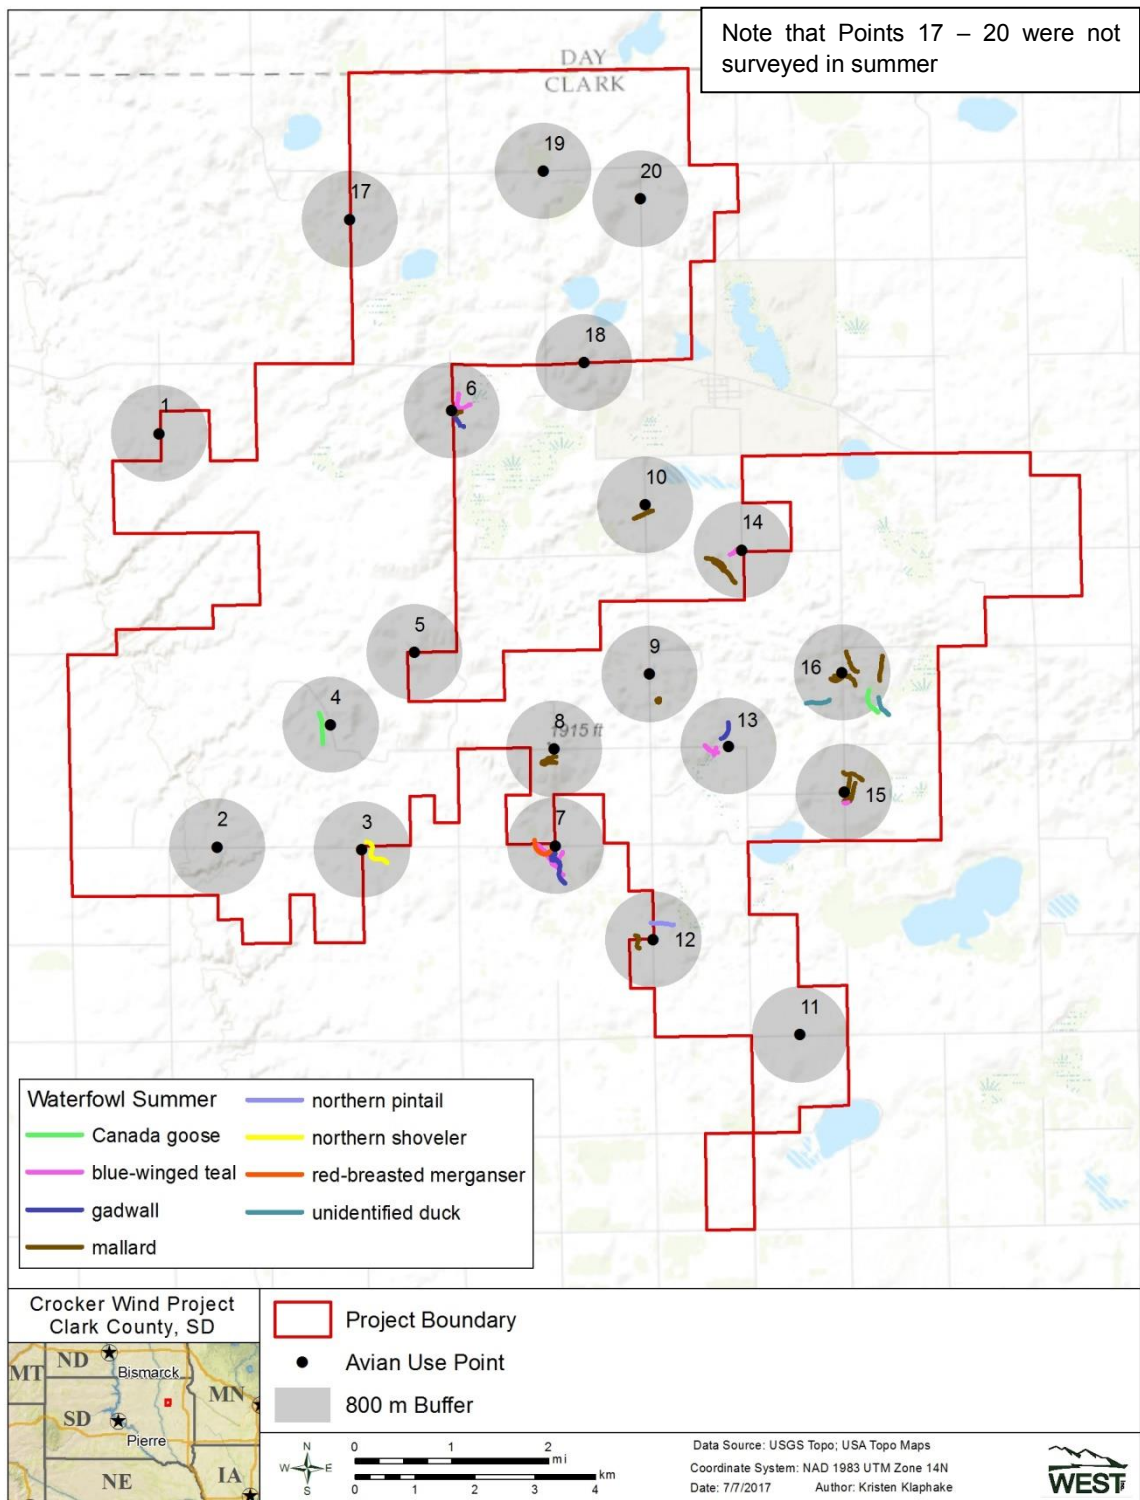 Note that Points 17 – 20 were not
surveyed in summer
DAY
CLARK
19
20
17
18
6
1
10
14
5
9
16
4
13
8
1915 ft
15
7
2
3
12
11
Waterfowl Summer
Canada goose
blue-winged teal
gadwall
mallard
northern pintail
northern shoveler
red-breasted merganser
unidentified duck
Crocker Wind Project
Clark County, SD
MT
ND
Bismarck
MN
SD
Pierre
NE
IA
Project Boundary
Avian Use Point
800 m Buffer
N
W E
S
0 1 2
mi
km
0 1 2 3 4
Data Source: USGS Topo; USA Topo Maps
Coordinate System: NAD 1983 UTM Zone 14N
Date: 7/7/2017 Author: Kristen Klaphake
WEST